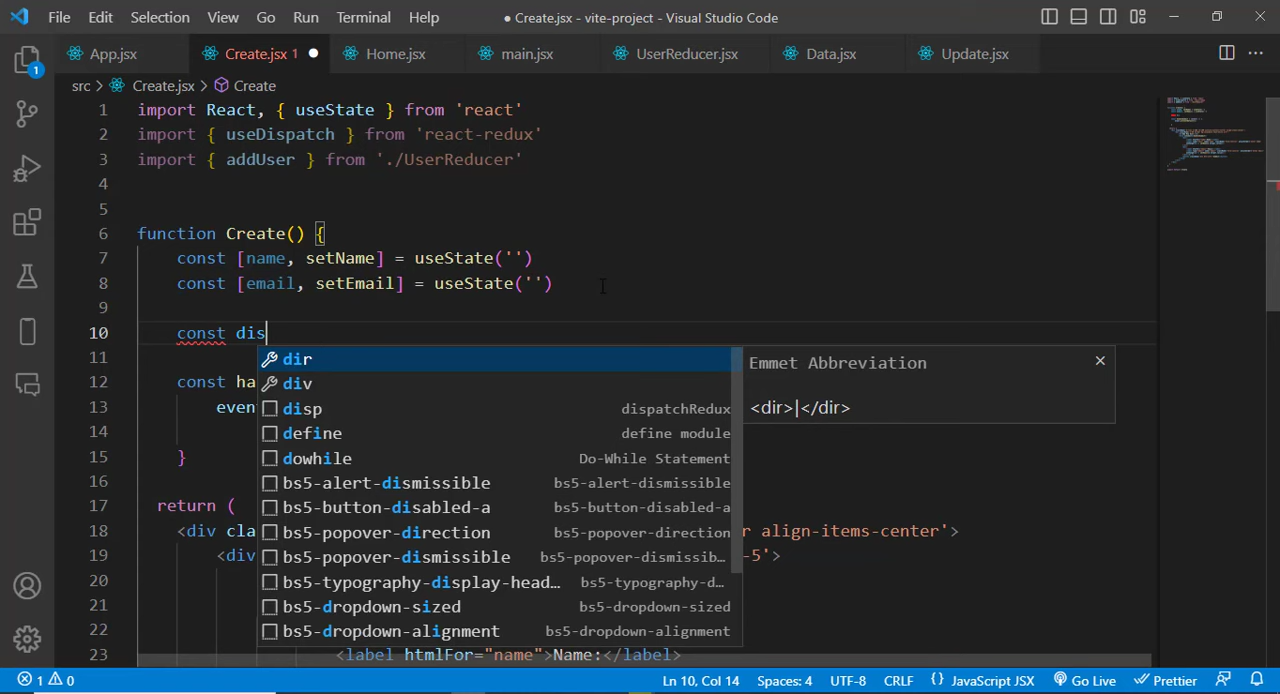 File Edit Selection View Go Run Terminal Help ● Create.jsx - vite-project - Visual Studio Code
App.jsx Create.jsx 1 ● Home.jsx main.jsx UserReducer.jsx Data.jsx Update.jsx
src > Create.jsx > Create
1 import React, { useState } from 'react'
2 import { useDispatch } from 'react-redux'
3 import { addUser } from './UserReducer'
4
5
6 function Create() {
7 const [name, setName] = useState('')
8 const [email, setEmail] = useState('')
9
10 const dis
dir
Emmet Abbreviation
<dir>|</dir>
11
div
12 const ha
disp dispatchRedux
13 even
define define module
14
dowhile Do-While Statement
15 }
bs5-alert-dismissible bs5-alert-dismissible
16
bs5-button-disabled-a bs5-button-disabled-a
17 return (
bs5-popover-direction bs5-popover-direction
18 <div cla r align-items-center'>
bs5-popover-dismissible bs5-popover-dismissib…
19 <div -5'>
bs5-typography-display-head… bs5-typography-d…
20
bs5-dropdown-sized bs5-dropdown-sized
21
bs5-dropdown-alignment bs5-dropdown-alignment
22
23 <label htmlFor="name">Name:</label>
1
1 0 Ln 10, Col 14 Spaces: 4 UTF-8 CRLF {} JavaScript JSX Go Live Prettier